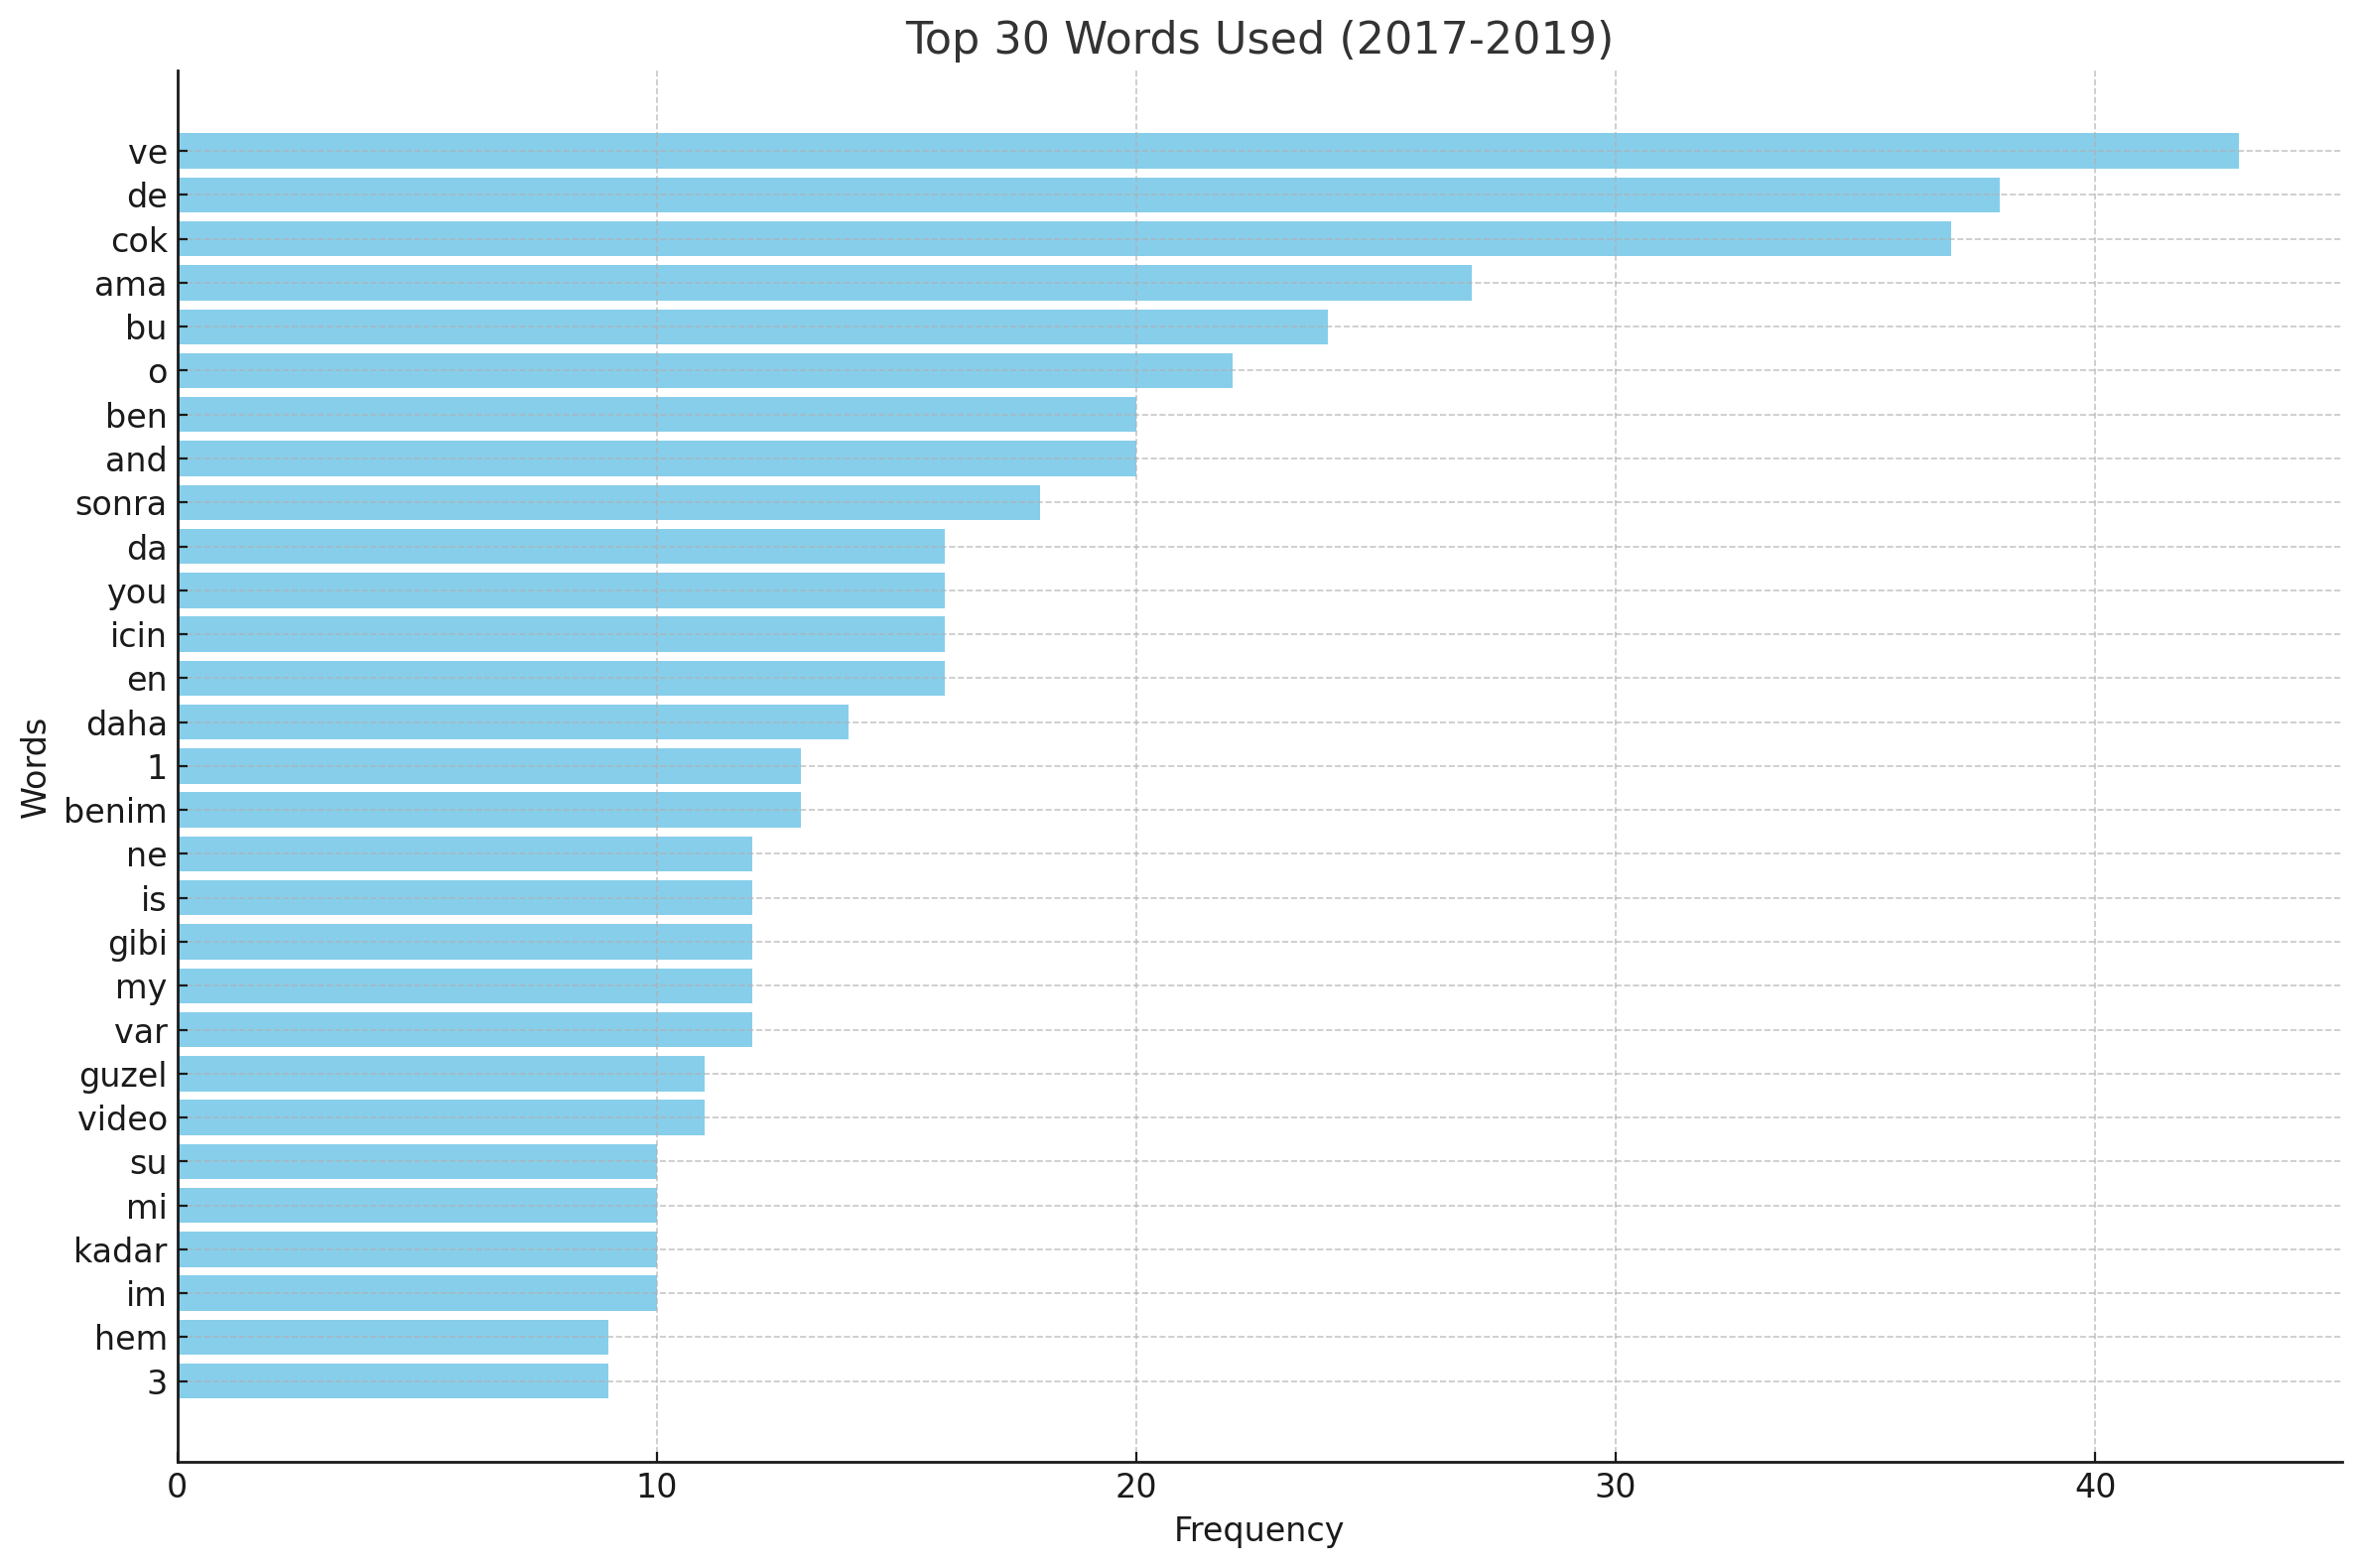 Top 30 Words Used (2017-2019)
Words
ve
de
cok
ama
bu
o
ben
and
sonra
da
you
icin
en
daha
1
benim
ne
is
gibi
my
var
guzel
video
su
mi
kadar
im
hem
3
0 10 20 30 40
Frequency